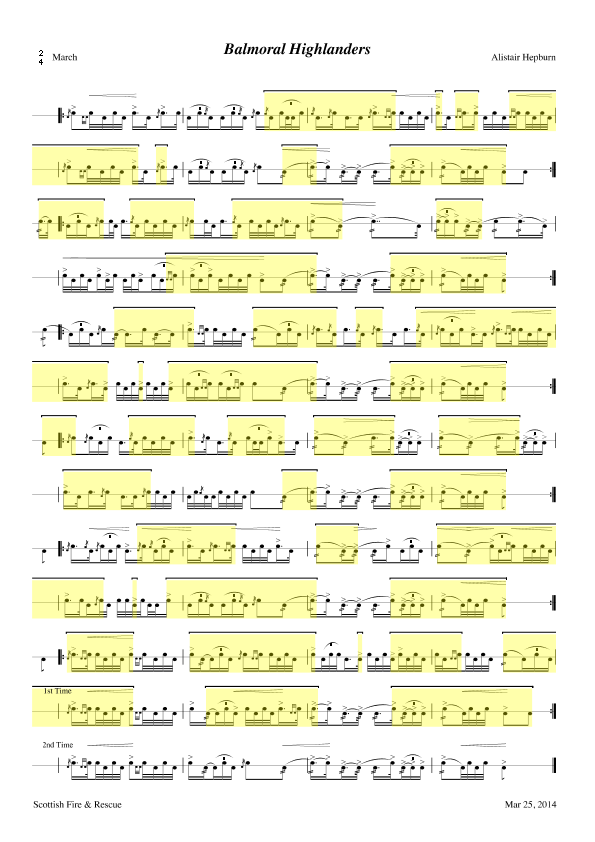 Balmoral Highlanders
2
4
March
Alistair Hepburn
1st Time
2nd Time
Scottish Fire & Rescue
Mar 25, 2014